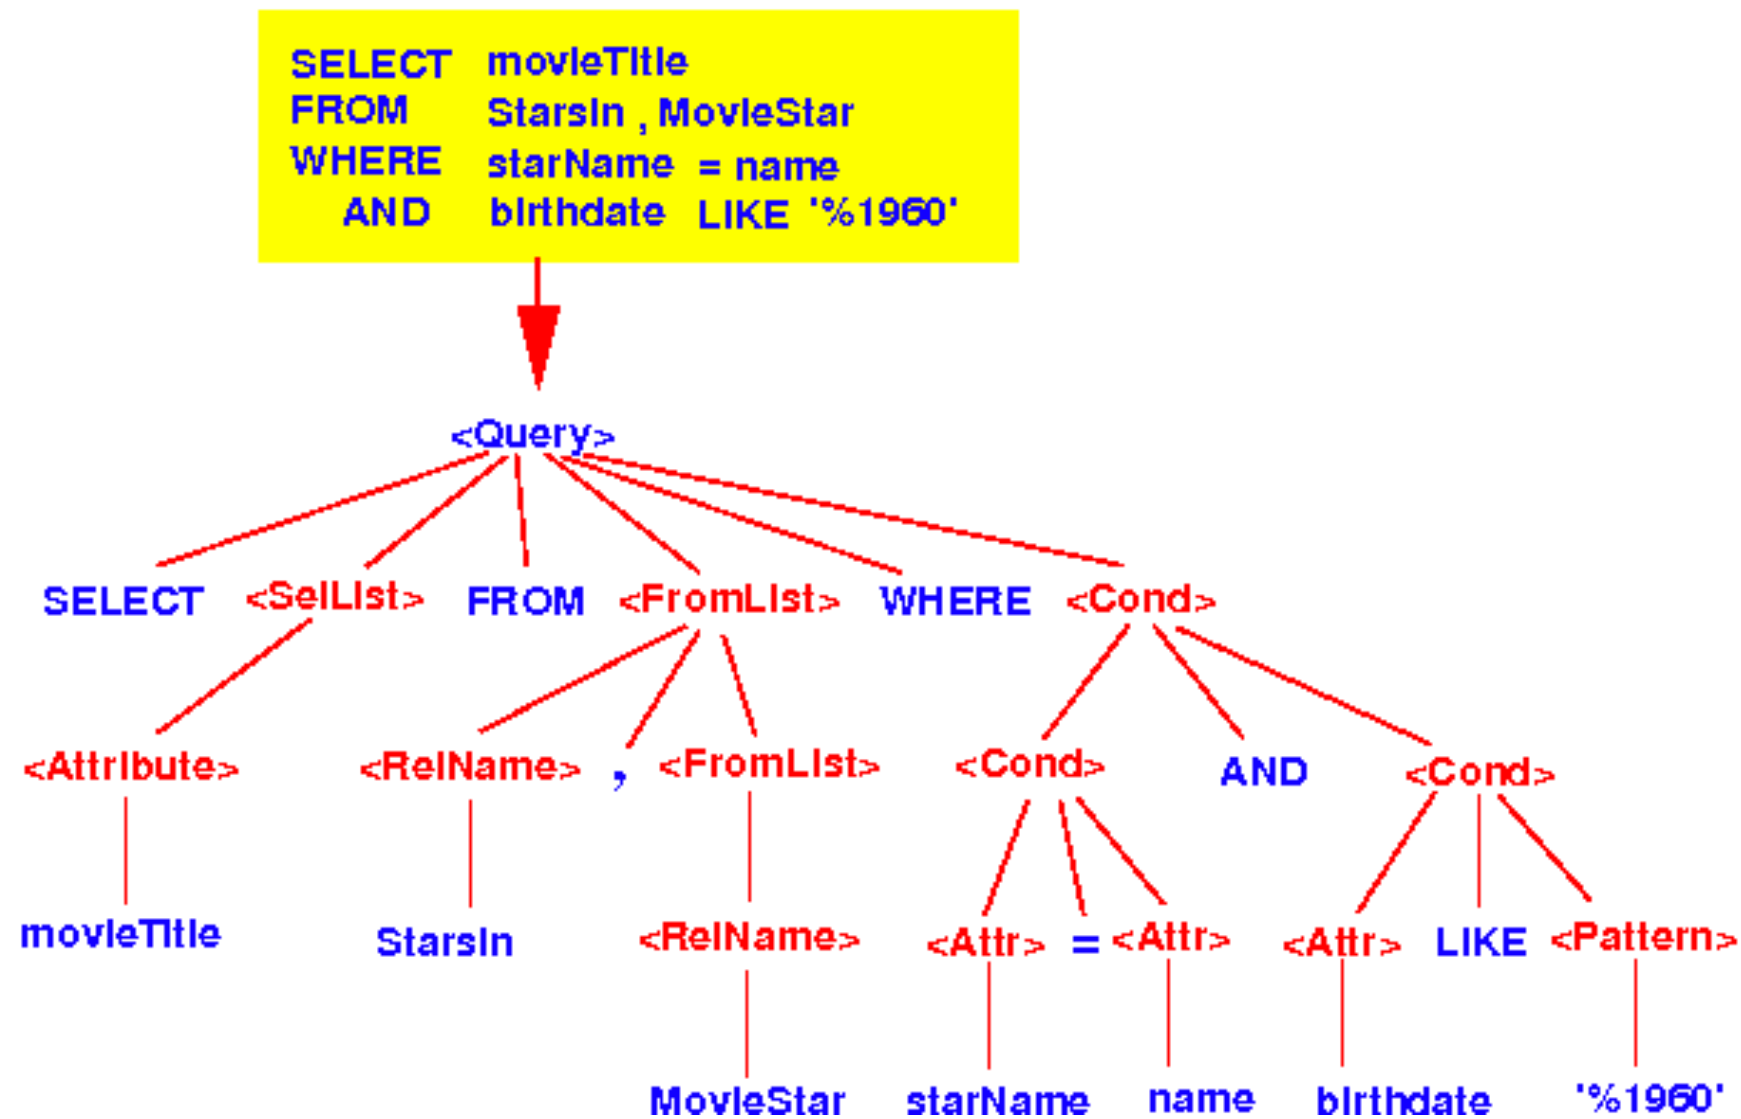 SELECT movieTitle
FROM StarsIn , MovieStar
WHERE starName = name
AND birthdate LIKE '%1960'
<Query>
SELECT <SelList> FROM <FromList> WHERE <Cond>
<Attribute> <RelName> , <FromList> <Cond> AND <Cond>
movieTitle StarsIn <RelName> <Attr> = <Attr> <Attr> LIKE <Pattern>
MovieStar starName name birthdate '%1960'